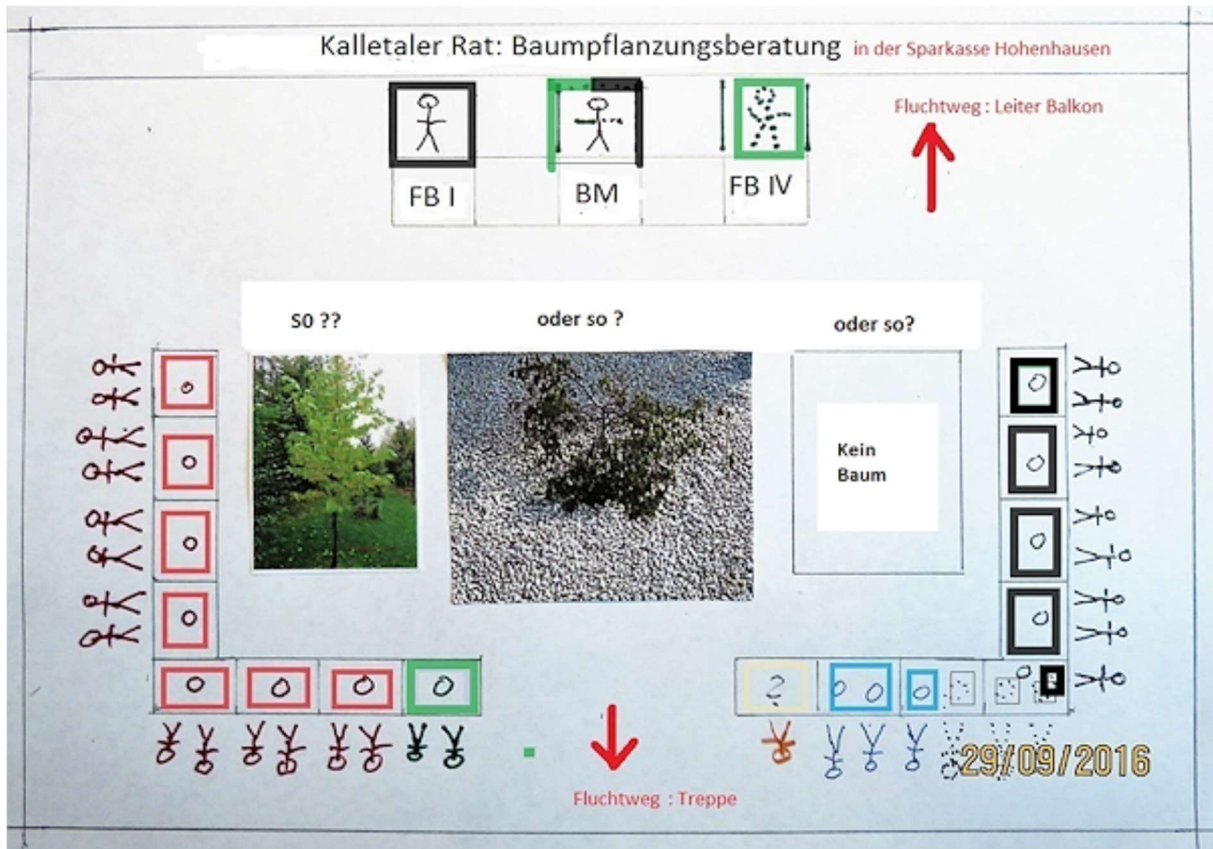 Kalletaler Rat: Baumpflanzungsberatung in der Sparkasse Hohenhausen
Fluchtweg : Leiter Balkon
FB I
BM
FB IV
SO ??
oder so ?
oder so?
Kein
Baum
?
29/09/2016
Fluchtweg : Treppe